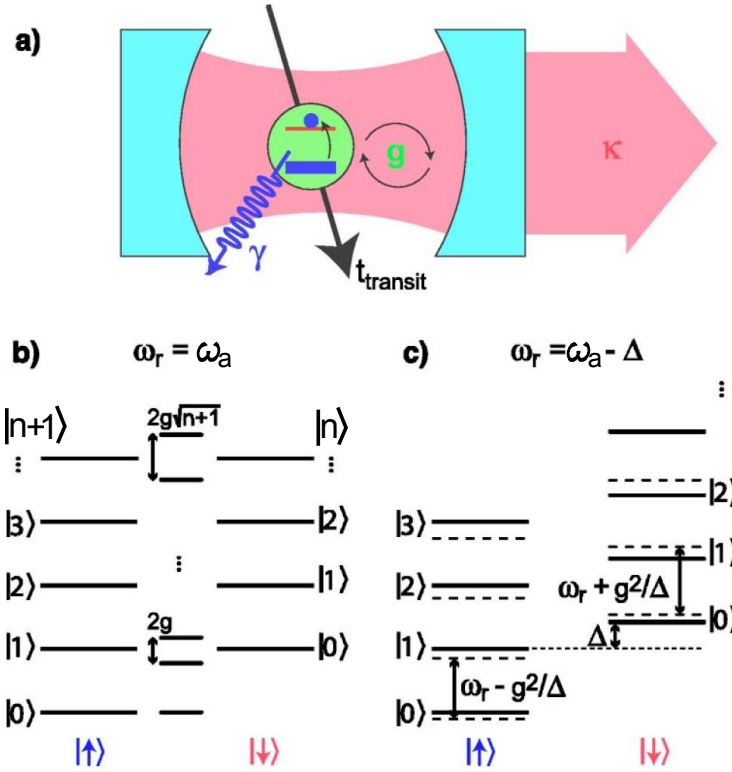 a)
g
κ
γ
t_transit
b)
ω_r = ω_a
|n+1⟩
2g√n+1
|n⟩
⋮
⋮
|3⟩
|2⟩
⋮
|2⟩
|1⟩
2g
|1⟩
|0⟩
|0⟩
|↑⟩
|↓⟩
c)
ω_r = ω_a - Δ
⋮
|2⟩
|3⟩
|1⟩
|2⟩
ω_r + g²/Δ
|0⟩
|1⟩
Δ
ω_r - g²/Δ
|0⟩
|↑⟩
|↓⟩